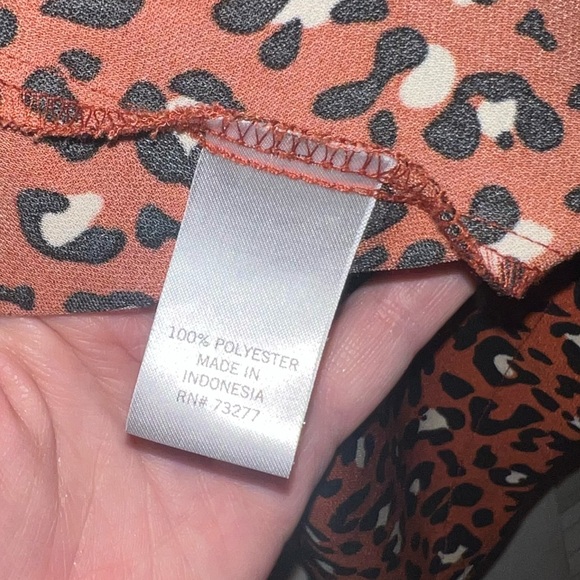 100% POLYESTER
MADE IN
INDONESIA
RN# 73277